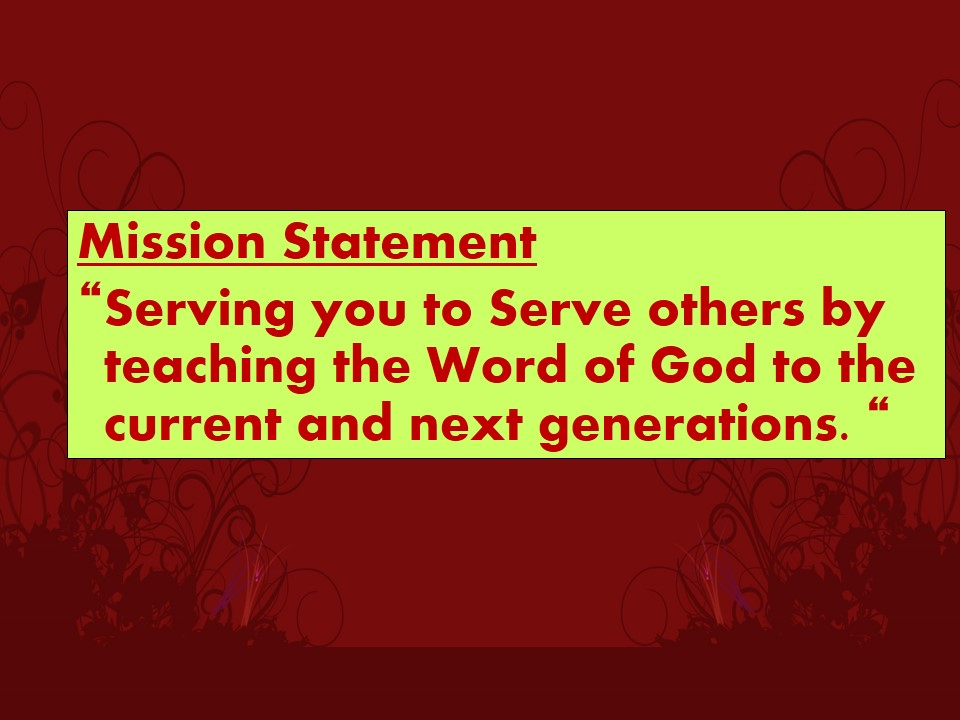 Mission Statement
“Serving you to Serve others by
teaching the Word of God to the
current and next generations. “